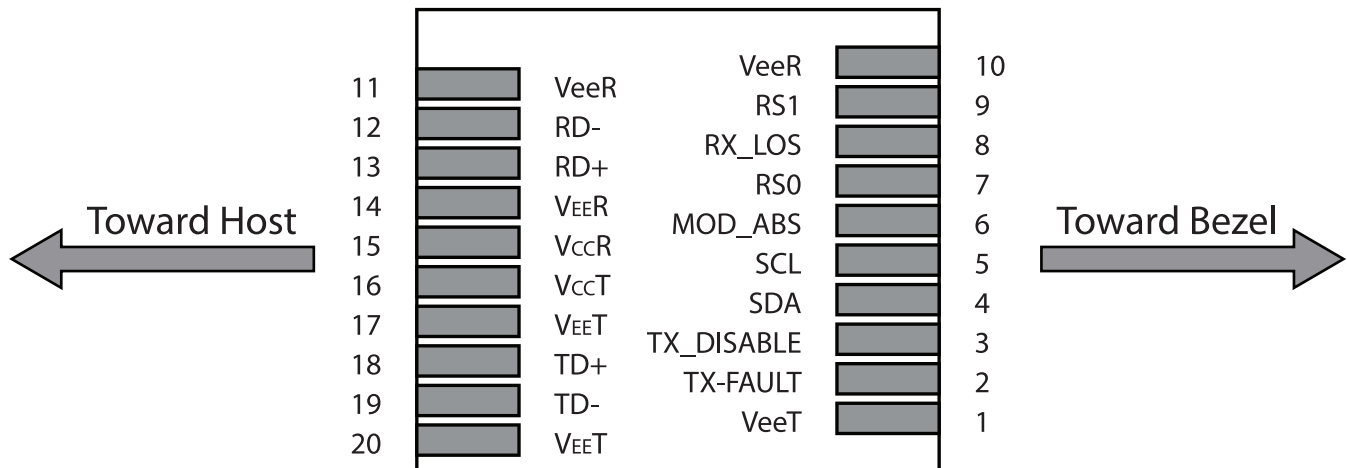 VeeR 10
11 VeeR
RS1 9
12 RD-
RX_LOS 8
13 RD+
RS0 7
14 VEER
MOD_ABS 6
Toward Host
Toward Bezel
15 VccR
SCL 5
16 VccT
SDA 4
17 VEET
TX_DISABLE 3
18 TD+
TX-FAULT 2
19 TD-
VeeT 1
20 VEET